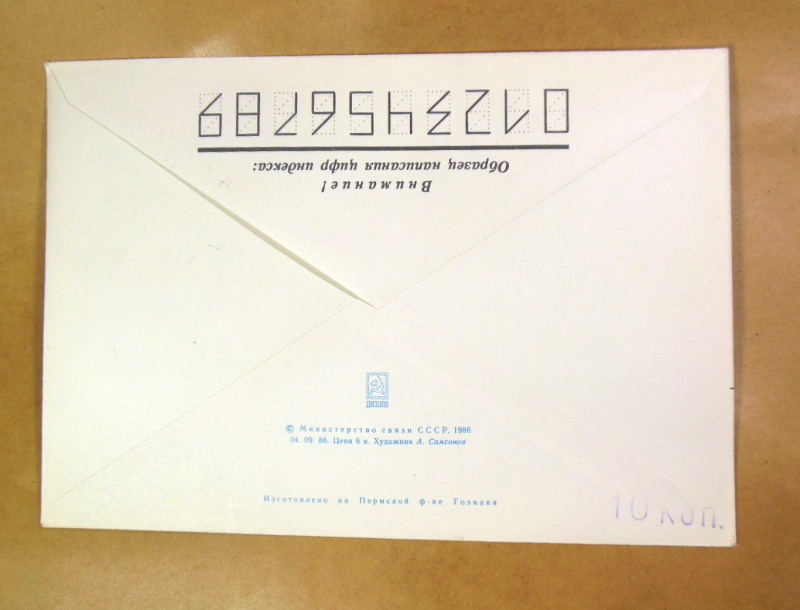 Внимание!
Образец написания цифр индекса:
0123456789
ДИЭЗПО
© Министерство связи СССР, 1986
04. 09. 86. Цена 6 к. Художник А. Самсонов
Изготовлено на Пермской ф-ке Гознака
10 коп.